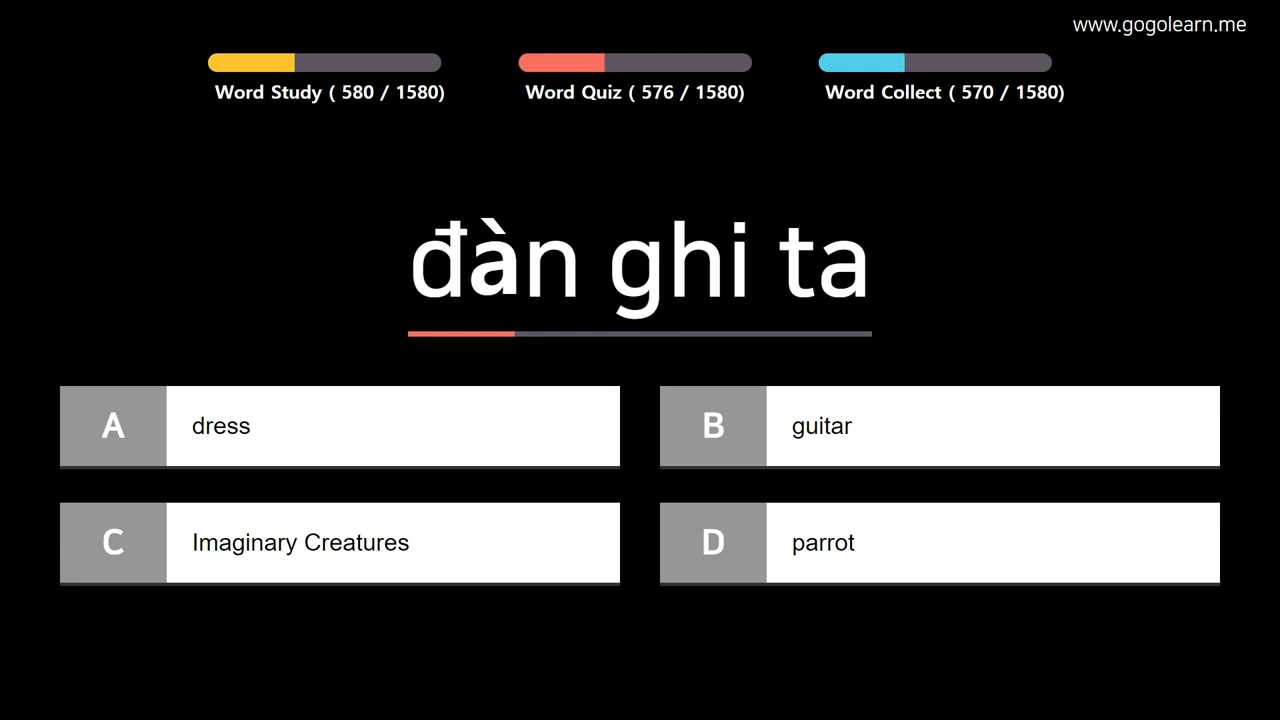 www.gogolearn.me
Word Study ( 580 / 1580)
Word Quiz ( 576 / 1580)
Word Collect ( 570 / 1580)
đàn ghi ta
A
dress
B
guitar
C
Imaginary Creatures
D
parrot